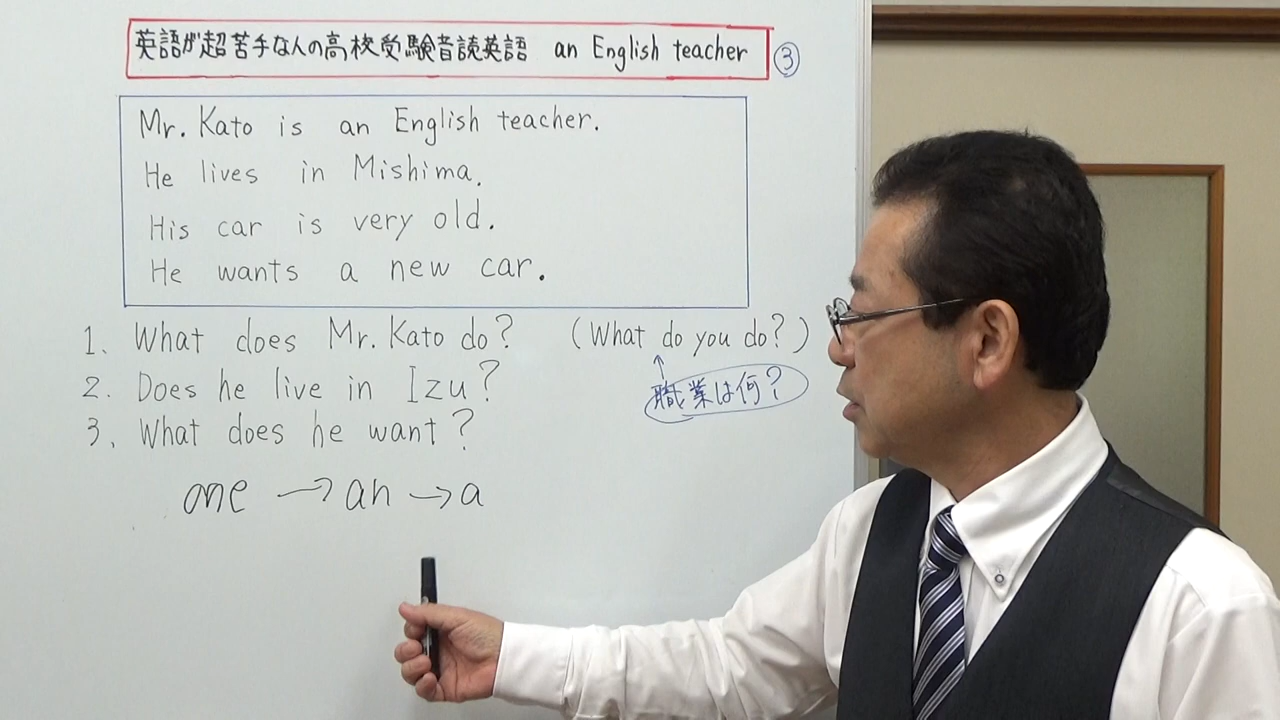 英語が超苦手な人の高校受験音読英語 an English teacher ③
Mr. Kato is an English teacher.
He lives in Mishima.
His car is very old.
He wants a new car.
1. What does Mr. Kato do? (What do you do?)
2. Does he live in Izu?
職業は何?
3. What does he want?
one → an → a